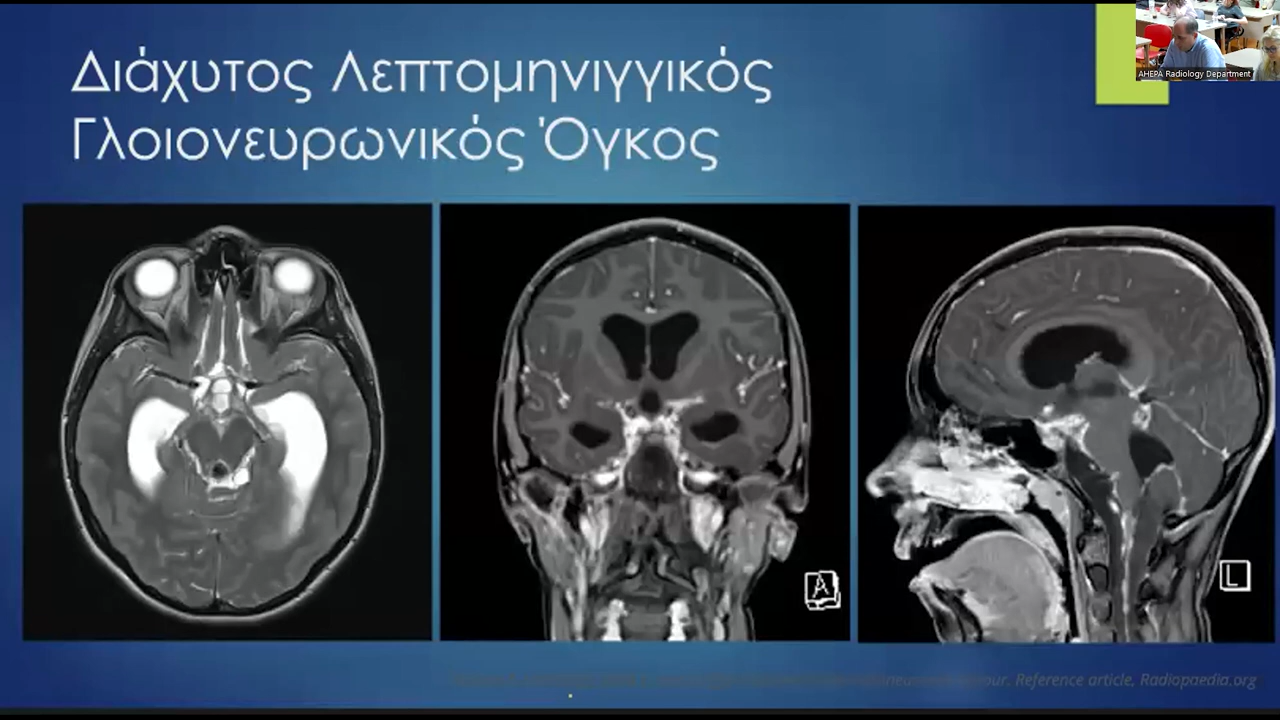 Διάχυτος Λεπτομηνιγγικός
Γλοιονευρωνικός Όγκος
AHEPA Radiology Department
A
L
Reference article, Radiopaedia.org